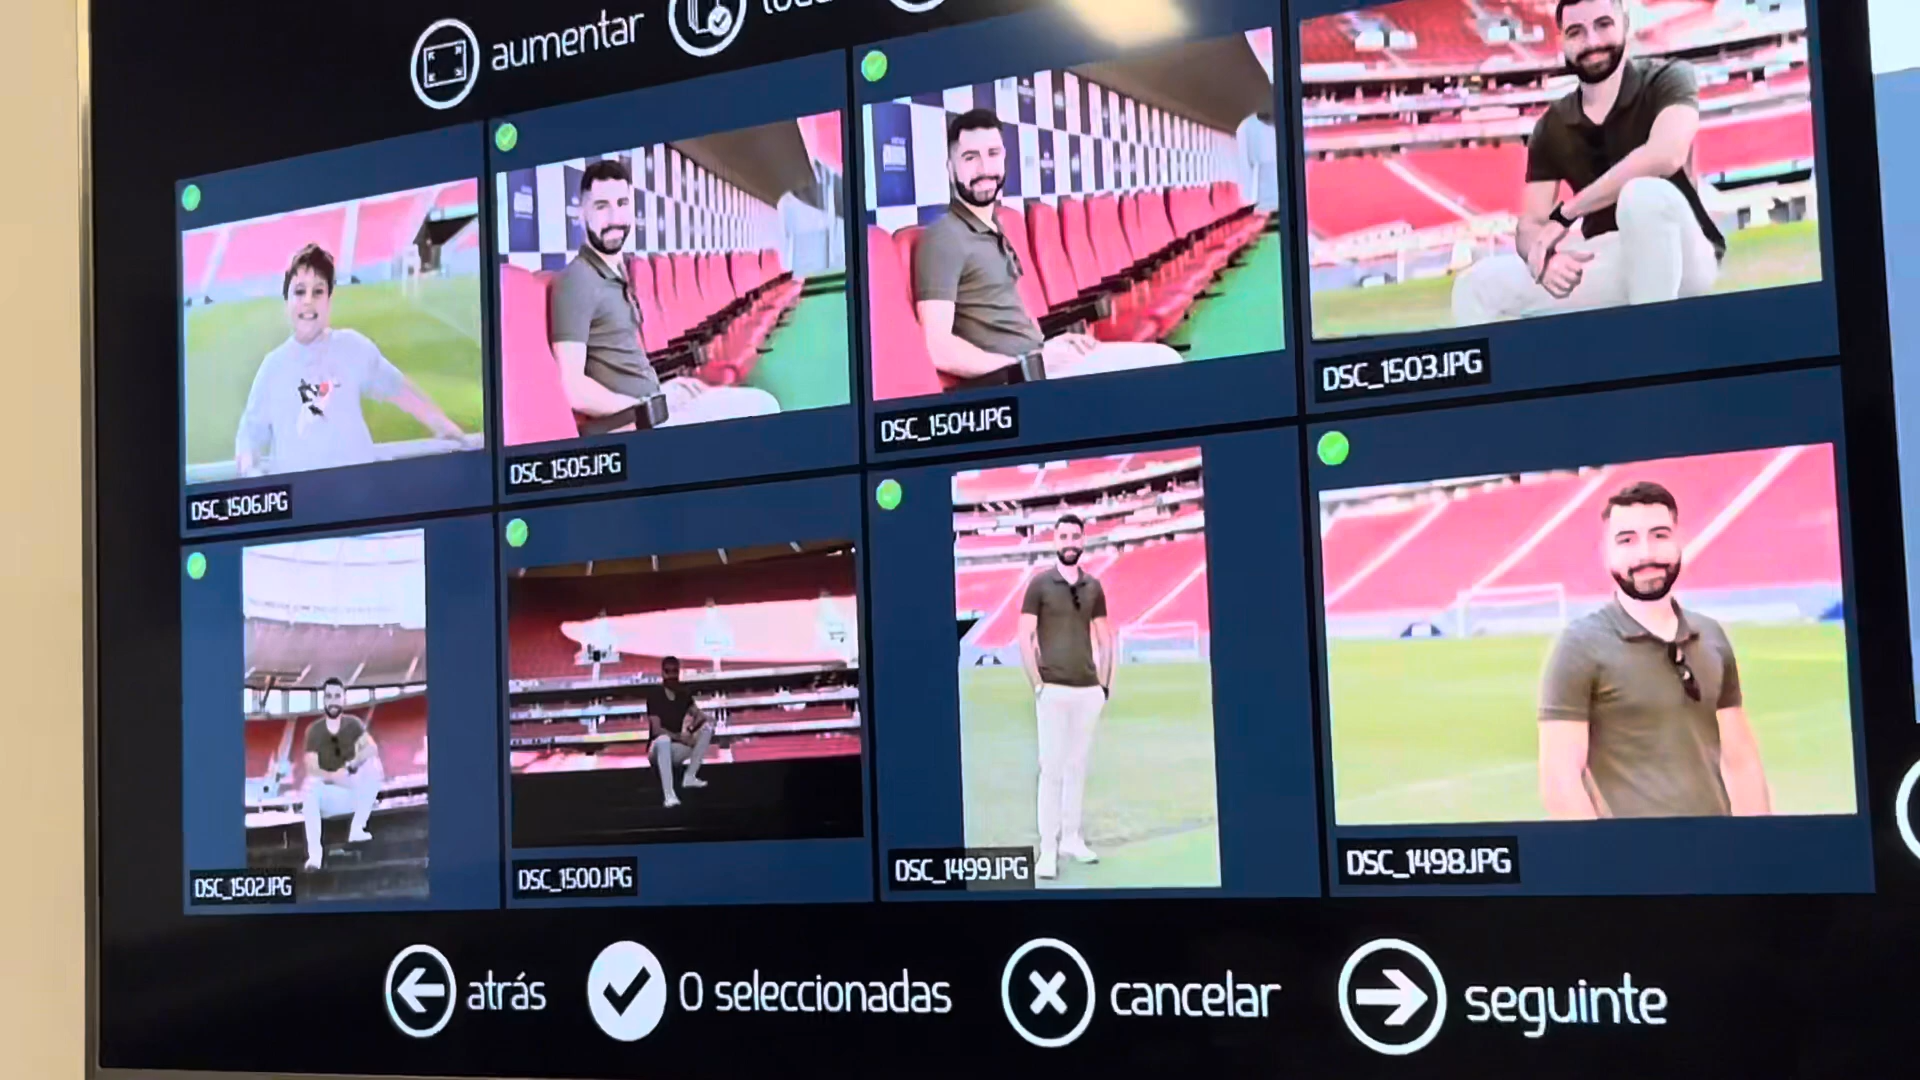 aumentar
DSC_1506.JPG
DSC_1505.JPG
DSC_1504.JPG
DSC_1503.JPG
DSC_1502.JPG
DSC_1500.JPG
DSC_1499.JPG
DSC_1498.JPG
atrás
0 seleccionadas
cancelar
seguinte